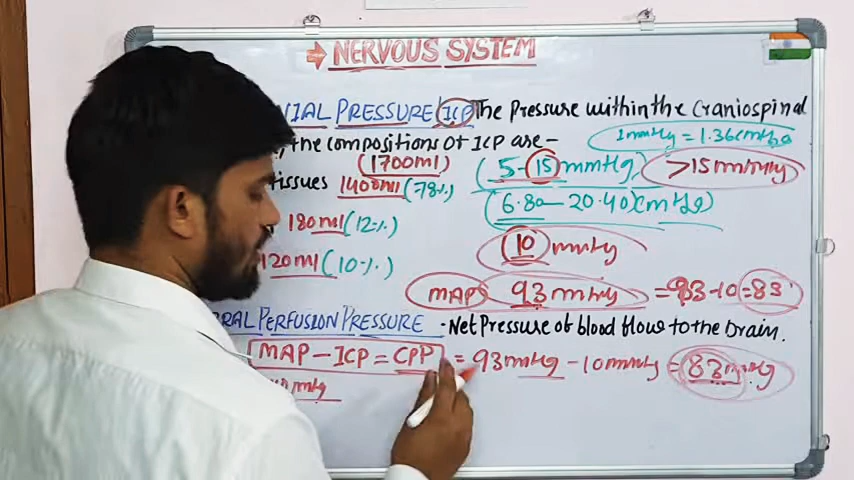 NERVOUS SYSTEM
NIAL PRESSURE ICP The Pressure within the Craniospinal
the compositions of ICP are -
1mmHg = 1.36cmH2O
(1700ml)
(5-15 mmHg) >15mmHg
tissues 1400ml (78%)
(6.80 - 20.40)(cmH2O)
180ml (12%)
(10) mmHg
120ml (10%)
MAP 93 mmHg = 93-10 = 83
BRAL PERFUSION PRESSURE - Net Pressure of blood flow to the brain.
MAP - ICP = CPP = 93mmHg - 10mmHg = 83mmHg
mmHg